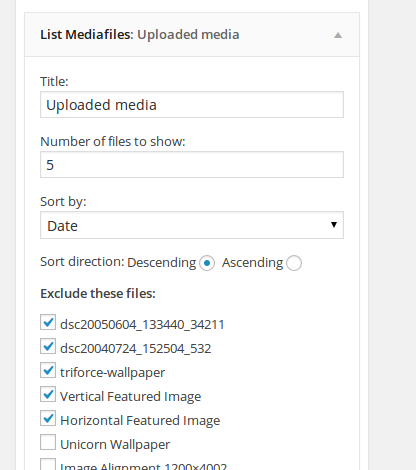 List Mediafiles: Uploaded media
Title:
Uploaded media
Number of files to show:
5
Sort by:
Date
Sort direction: Descending Ascending
Exclude these files:
dsc20050604_133440_34211
dsc20040724_152504_532
triforce-wallpaper
Vertical Featured Image
Horizontal Featured Image
Unicorn Wallpaper
Image Alignment 1200x4002